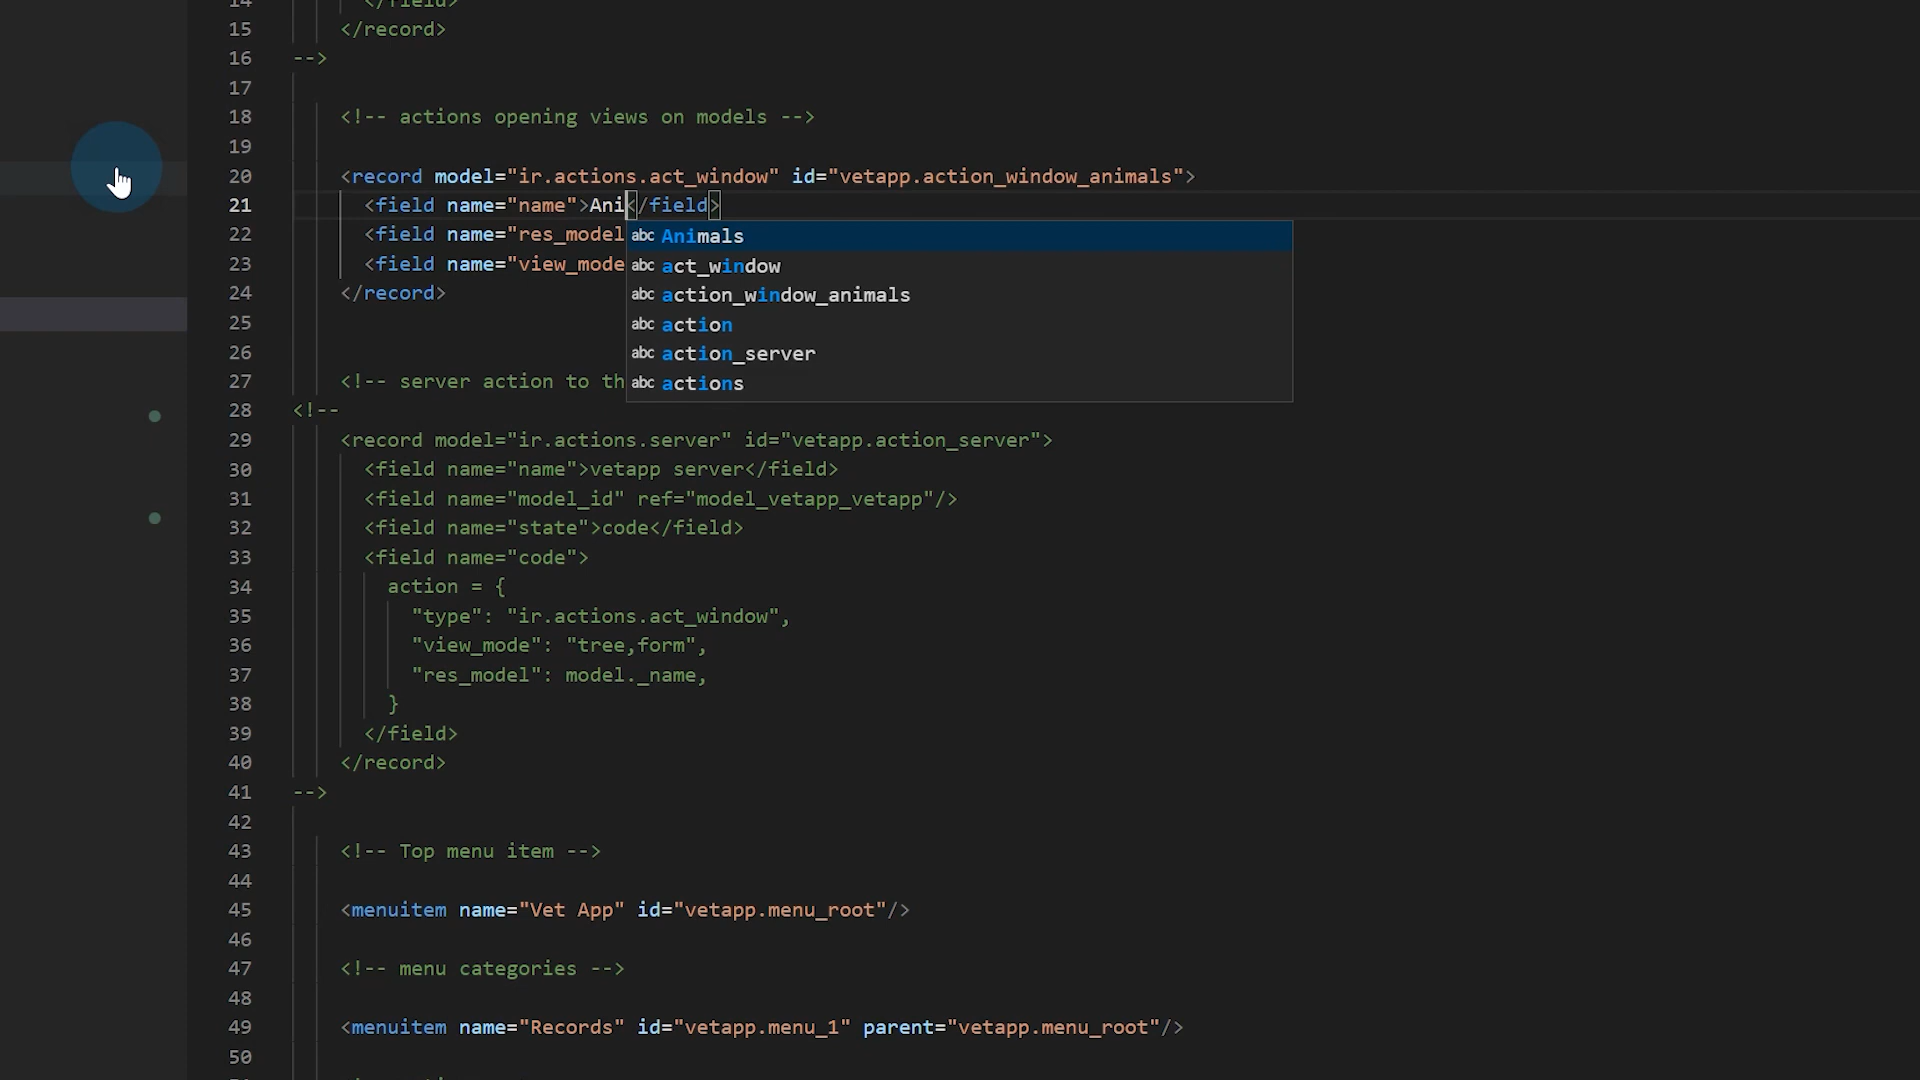 14 </field>
15 </record>
16 -->
17
18 <!-- actions opening views on models -->
19
20 <record model="ir.actions.act_window" id="vetapp.action_window_animals">
21 <field name="name">Ani</field>
22 <field name="res_model
23 <field name="view_mode
24 </record>
25
26
27 <!-- server action to th
abc Animals
abc act_window
abc action_window_animals
abc action
abc action_server
abc actions
28 <!--
29 <record model="ir.actions.server" id="vetapp.action_server">
30 <field name="name">vetapp server</field>
31 <field name="model_id" ref="model_vetapp_vetapp"/>
32 <field name="state">code</field>
33 <field name="code">
34 action = {
35 "type": "ir.actions.act_window",
36 "view_mode": "tree,form",
37 "res_model": model._name,
38 }
39 </field>
40 </record>
41 -->
42
43 <!-- Top menu item -->
44
45 <menuitem name="Vet App" id="vetapp.menu_root"/>
46
47 <!-- menu categories -->
48
49 <menuitem name="Records" id="vetapp.menu_1" parent="vetapp.menu_root"/>
50